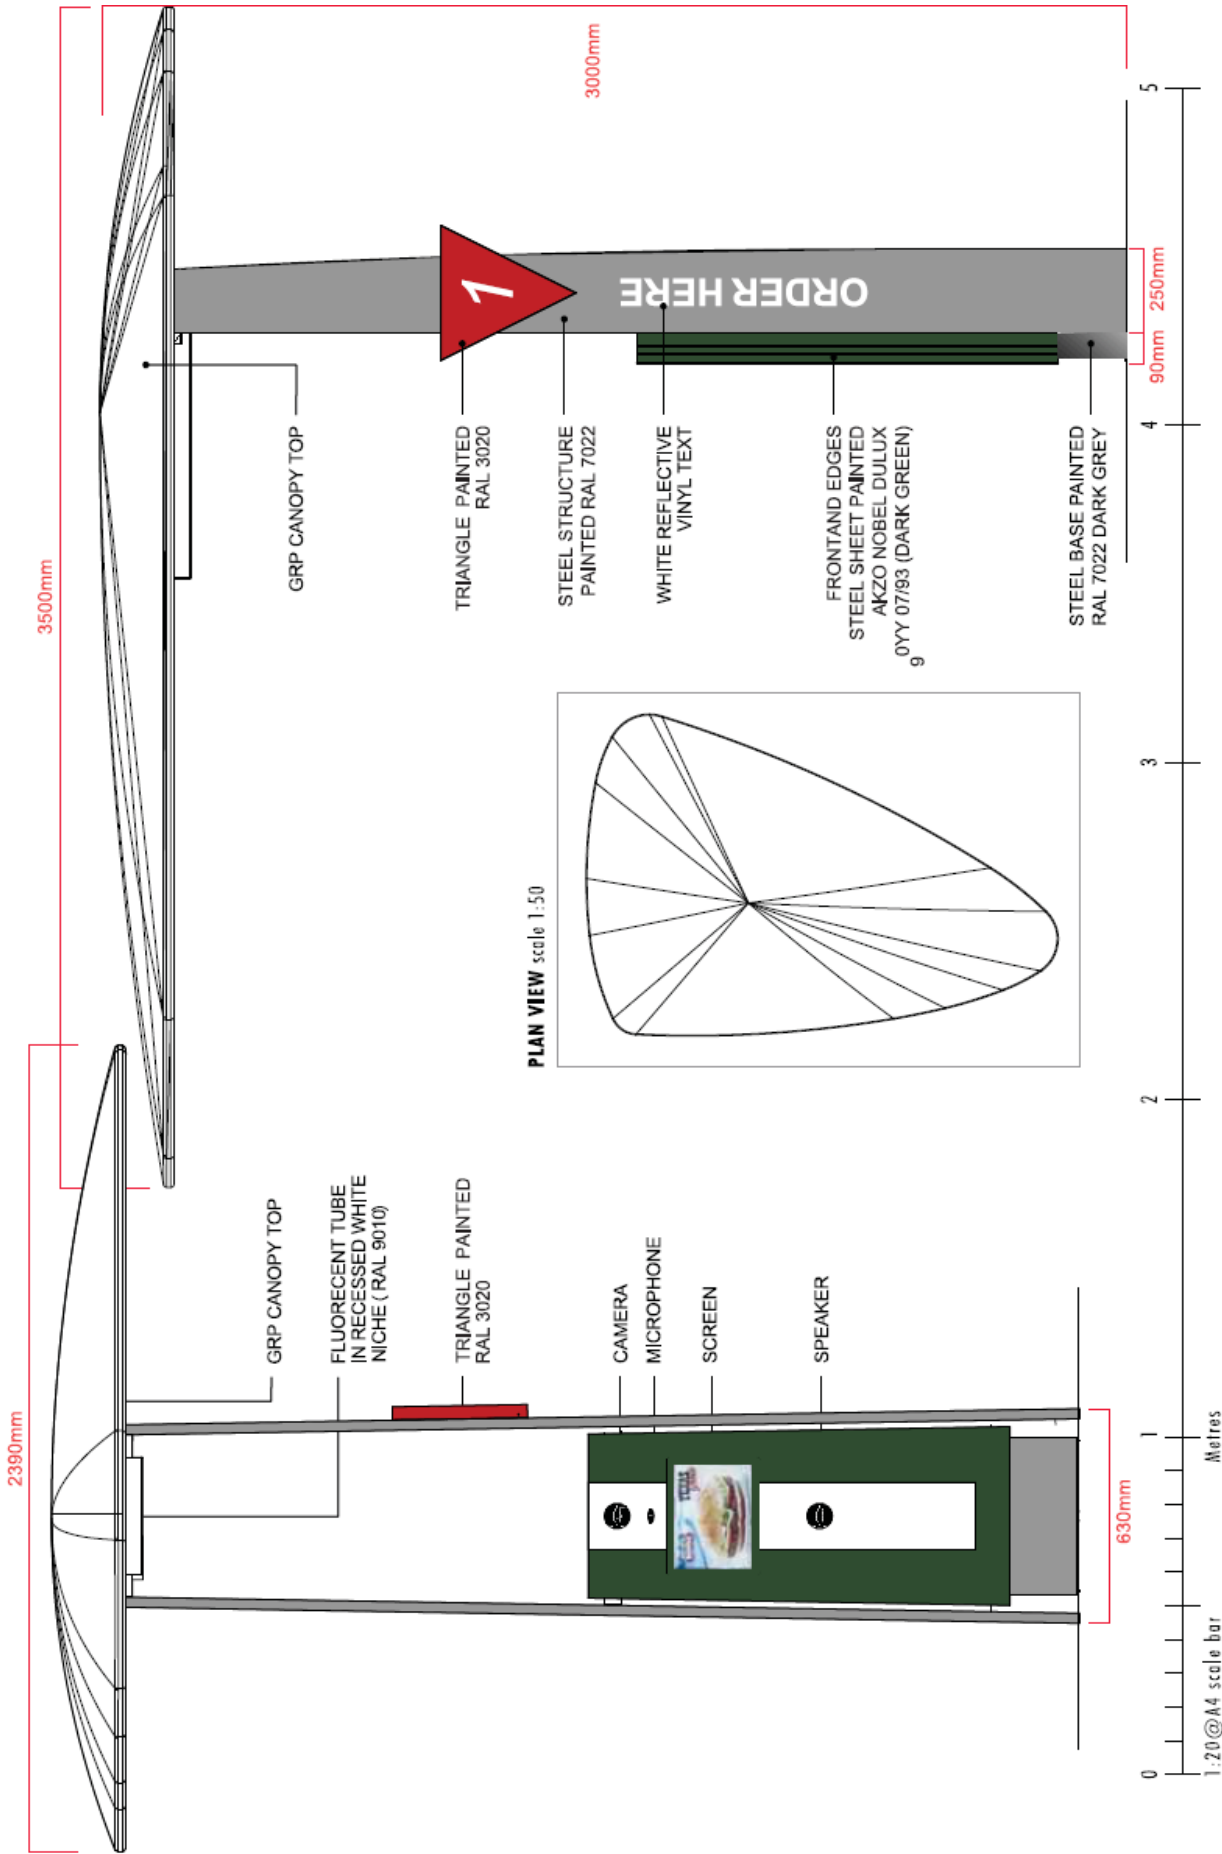 2390mm
3500mm
3000mm
GRP CANOPY TOP
FLUORECENT TUBE
IN RECESSED WHITE
NICHE ( RAL 9010)
TRIANGLE PAINTED
RAL 3020
CAMERA
MICROPHONE
SCREEN
SPEAKER
630mm
GRP CANOPY TOP
TRIANGLE PAINTED
RAL 3020
STEEL STRUCTURE
PAINTED RAL 7022
WHITE REFLECTIVE
VINYL TEXT
FRONTAND EDGES
STEEL SHEET PAINTED
AKZO NOBEL DULUX
0YY 07/93 (DARK GREEN)
9
STEEL BASE PAINTED
RAL 7022 DARK GREY
1
ORDER HERE
90mm
250mm
PLAN VIEW scale 1:50
0
1
2
3
4
5
Metres
1:20@A4 scale bar